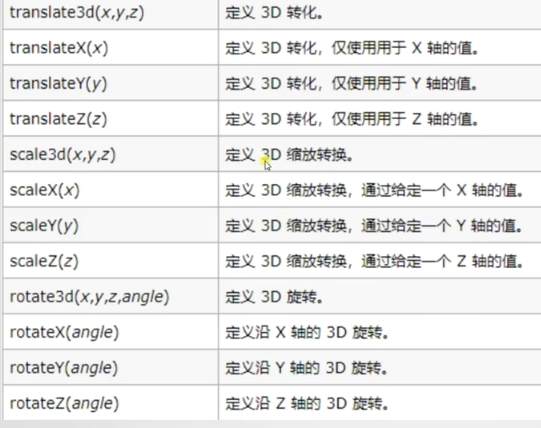 translate3d(x,y,z) 定义 3D 转化。
translateX(x) 定义 3D 转化，仅使用用于 X 轴的值。
translateY(y) 定义 3D 转化，仅使用用于 Y 轴的值。
translateZ(z) 定义 3D 转化，仅使用用于 Z 轴的值。
scale3d(x,y,z) 定义 3D 缩放转换。
scaleX(x) 定义 3D 缩放转换，通过给定一个 X 轴的值。
scaleY(y) 定义 3D 缩放转换，通过给定一个 Y 轴的值。
scaleZ(z) 定义 3D 缩放转换，通过给定一个 Z 轴的值。
rotate3d(x,y,z,angle) 定义 3D 旋转。
rotateX(angle) 定义沿 X 轴的 3D 旋转。
rotateY(angle) 定义沿 Y 轴的 3D 旋转。
rotateZ(angle) 定义沿 Z 轴的 3D 旋转。